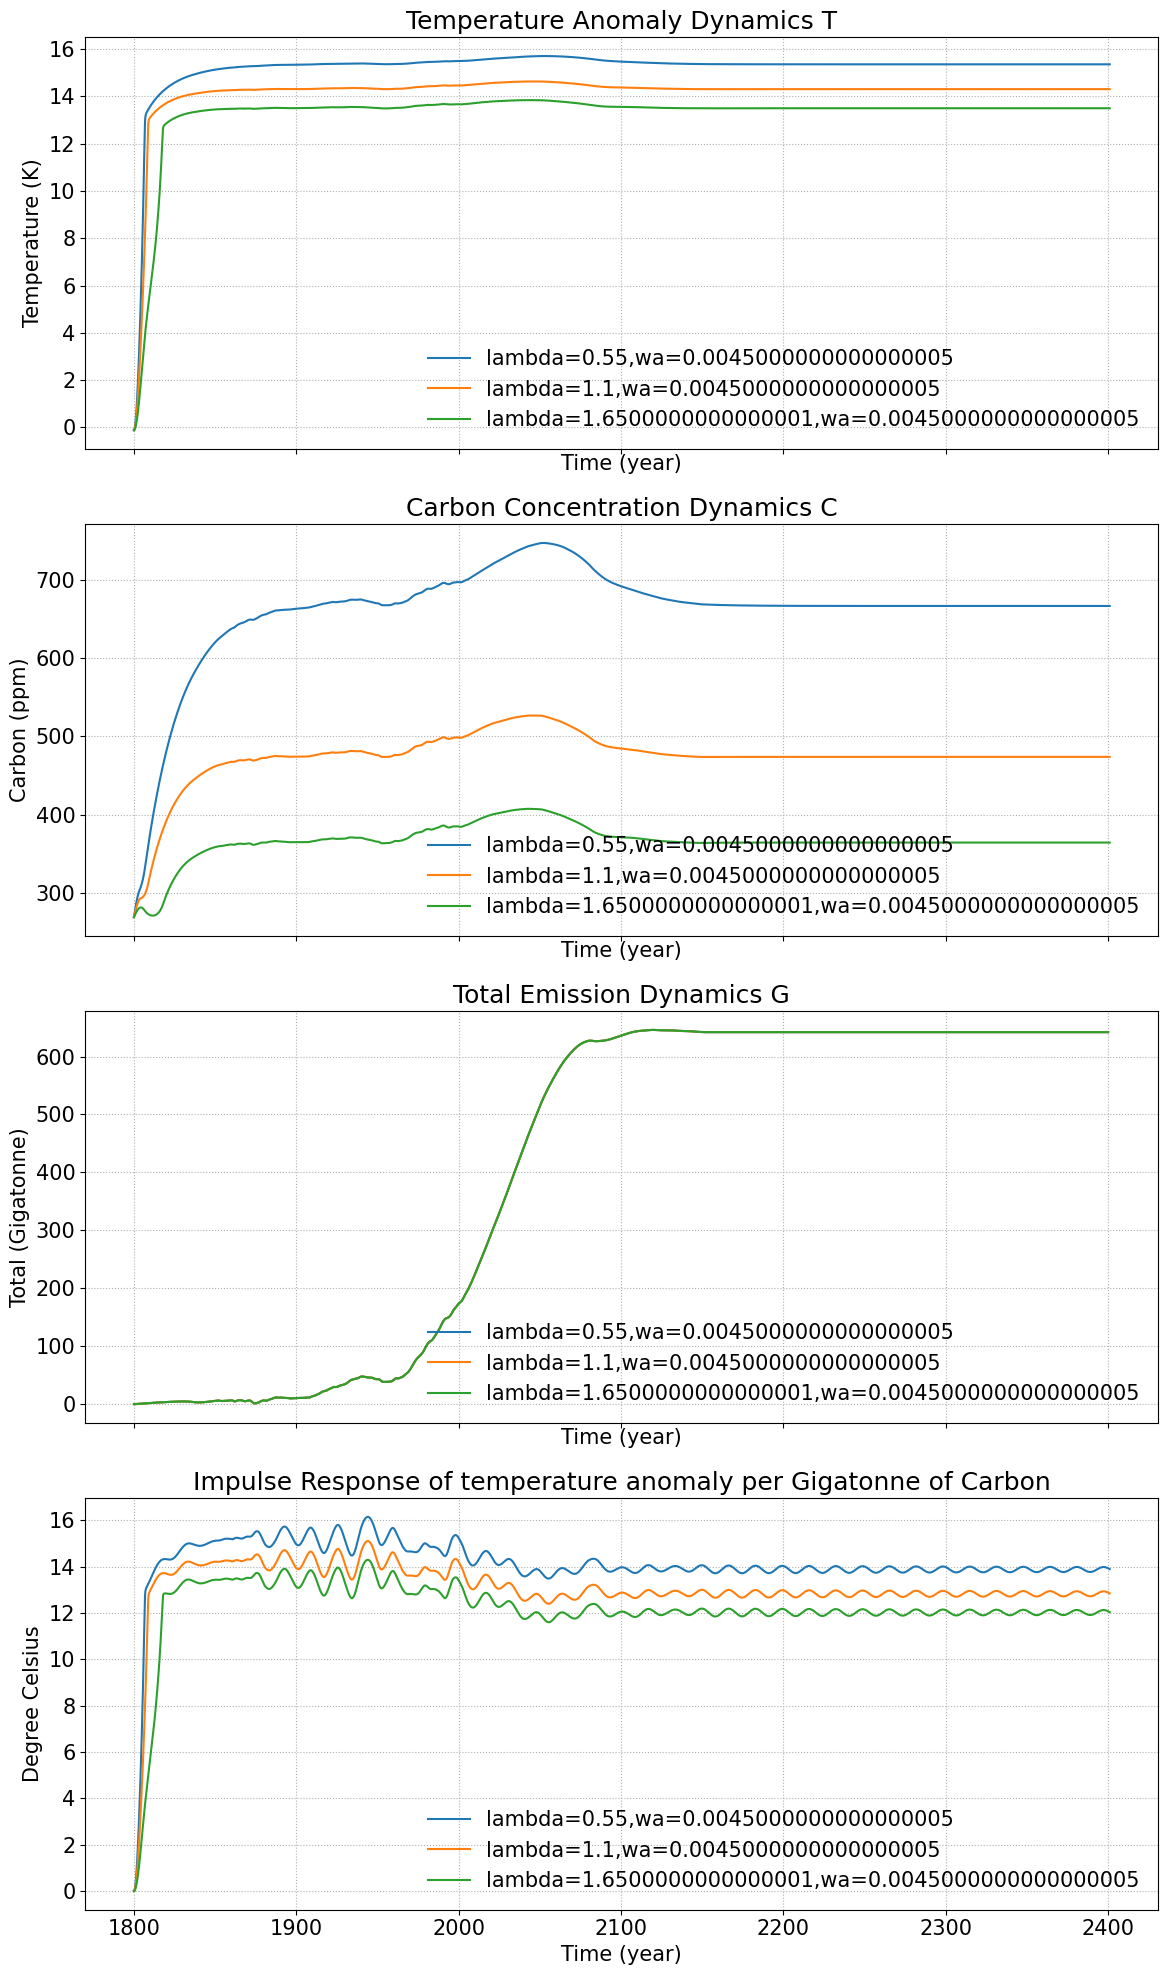 Temperature Anomaly Dynamics T
16
14
12
10
8
6
4
2
0
Temperature (K)
lambda=0.55,wa=0.0045000000000000005
lambda=1.1,wa=0.0045000000000000005
lambda=1.6500000000000001,wa=0.0045000000000000005
Time (year)
Carbon Concentration Dynamics C
700
600
500
400
300
Carbon (ppm)
lambda=0.55,wa=0.0045000000000000005
lambda=1.1,wa=0.0045000000000000005
lambda=1.6500000000000001,wa=0.0045000000000000005
Time (year)
Total Emission Dynamics G
600
500
400
300
200
100
0
Total (Gigatonne)
lambda=0.55,wa=0.0045000000000000005
lambda=1.1,wa=0.0045000000000000005
lambda=1.6500000000000001,wa=0.0045000000000000005
Time (year)
Impulse Response of temperature anomaly per Gigatonne of Carbon
16
14
12
10
8
6
4
2
0
Degree Celsius
lambda=0.55,wa=0.0045000000000000005
lambda=1.1,wa=0.0045000000000000005
lambda=1.6500000000000001,wa=0.0045000000000000005
1800 1900 2000 2100 2200 2300 2400
Time (year)